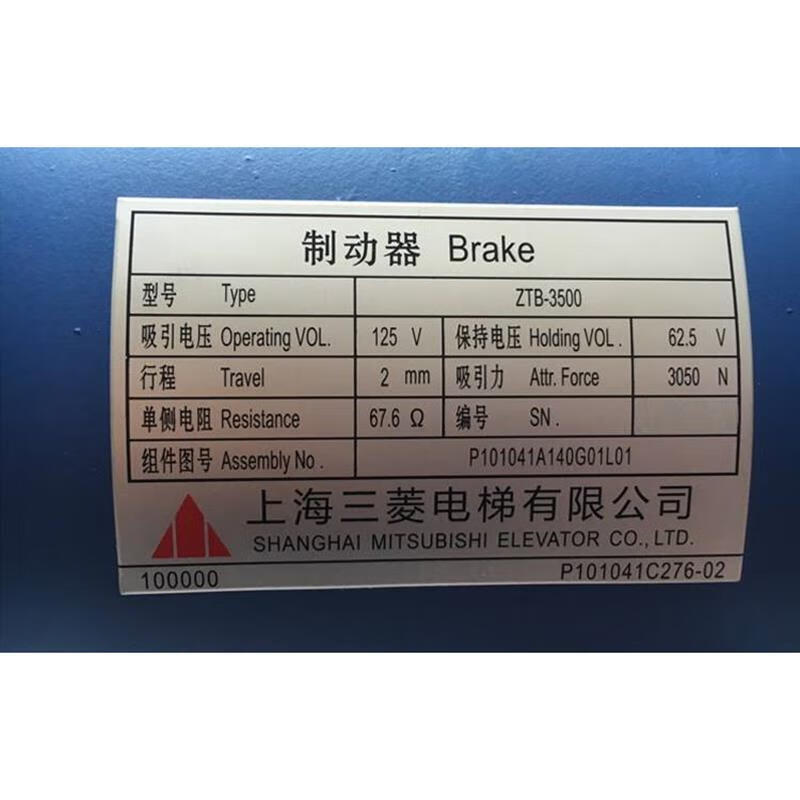 制动器 Brake
型号 Type ZTB-3500
吸引电压 Operating VOL. 125 V 保持电压 Holding VOL. 62.5 V
行程 Travel 2 mm 吸引力 Attr. Force 3050 N
单侧电阻 Resistance 67.6 Ω 编号 SN.
组件图号 Assembly No. P101041A140G01L01
上海三菱电梯有限公司
SHANGHAI MITSUBISHI ELEVATOR CO., LTD.
100000 P101041C276-02